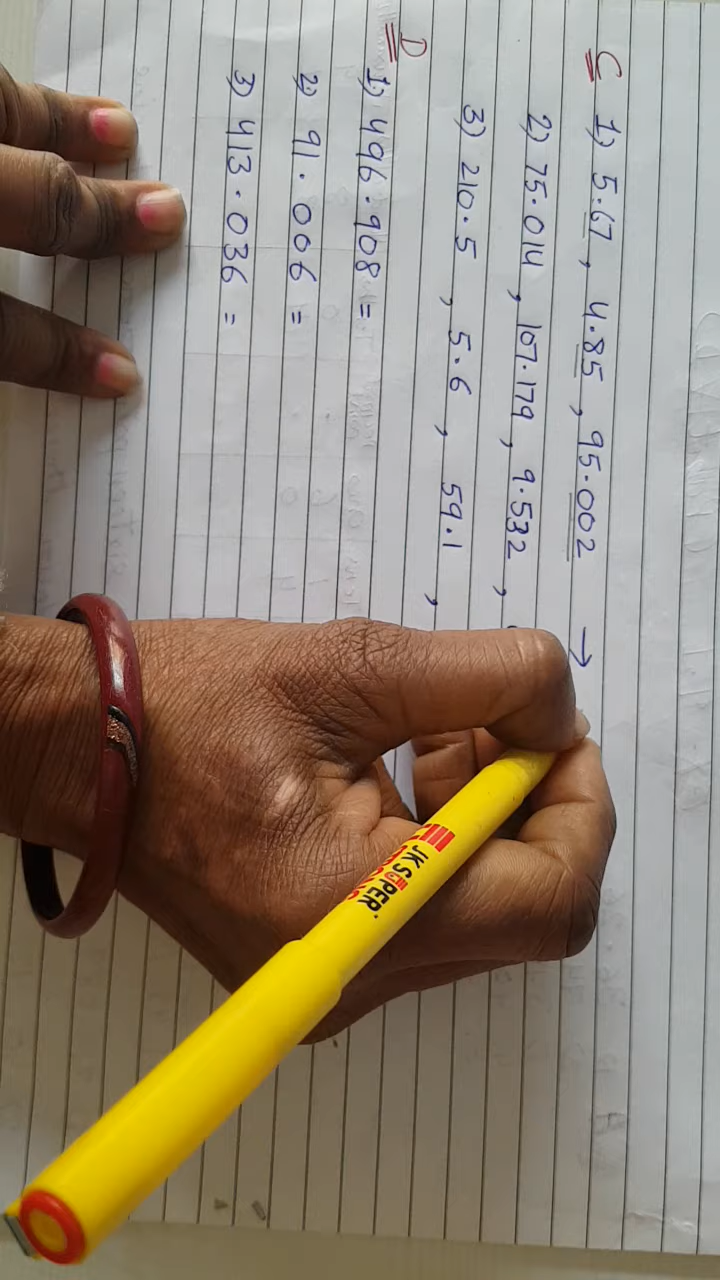 C 1) 5.67, 4.85, 95.002 →
2) 75.014, 107.179, 9.532,
3) 210.5, 5.6, 59.1,
D
1) 496.908 =
2) 91.006 =
3) 413.036 =
JK SUPER